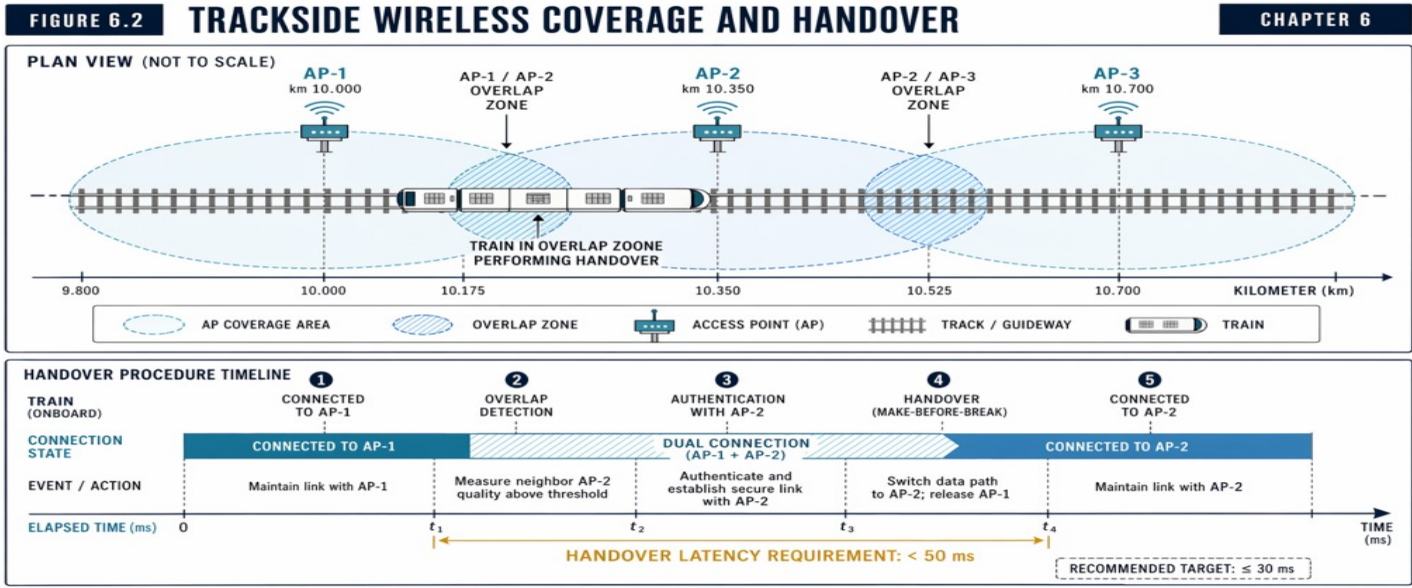 FIGURE 6.2
TRACKSIDE WIRELESS COVERAGE AND HANDOVER
CHAPTER 6
PLAN VIEW (NOT TO SCALE)
AP-1
km 10.000
AP-1 / AP-2
OVERLAP
ZONE
AP-2
km 10.350
AP-2 / AP-3
OVERLAP
ZONE
AP-3
km 10.700
TRAIN IN OVERLAP ZOONE
PERFORMING HANDOVER
9.800
10.000
10.175
10.350
10.525
10.700
KILOMETER (km)
AP COVERAGE AREA
OVERLAP ZONE
ACCESS POINT (AP)
TRACK / GUIDEWAY
TRAIN
HANDOVER PROCEDURE TIMELINE
TRAIN
(ONBOARD)
1
CONNECTED
TO AP-1
2
OVERLAP
DETECTION
3
AUTHENTICATION
WITH AP-2
4
HANDOVER
(MAKE-BEFORE-BREAK)
5
CONNECTED
TO AP-2
CONNECTION
STATE
CONNECTED TO AP-1
DUAL CONNECTION
(AP-1 + AP-2)
CONNECTED TO AP-2
EVENT / ACTION
Maintain link with AP-1
Measure neighbor AP-2
quality above threshold
Authenticate and
establish secure link
with AP-2
Switch data path
to AP-2; release AP-1
Maintain link with AP-2
ELAPSED TIME (ms)
0
t1
t2
t3
t4
TIME
(ms)
HANDOVER LATENCY REQUIREMENT: < 50 ms
RECOMMENDED TARGET: ≤ 30 ms